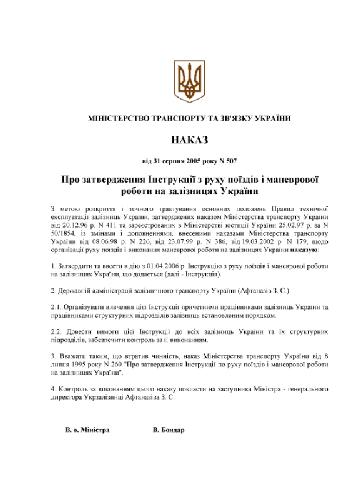 МІНІСТЕРСТВО ТРАНСПОРТУ ТА ЗВ'ЯЗКУ УКРАЇНИ
НАКАЗ
від 31 серпня 2005 року N 507
Про затвердження Інструкції з руху поїздів і маневрової
роботи на залізницях України
З метою розкриття і точного трактування основних положень Правил технічної
експлуатації залізниць України, затверджених наказом Міністерства транспорту України
від 20.12.96 р. N 411 та зареєстрованих з Міністерстві юстиції України 25.02.97 р. за N
50/1854, із змінами і доповненнями, внесеними наказами Міністерства транспорту
України від 08.06.98 р. N 226, від 23.07.99 р. N 386, від 19.03.2002 р. N 179, щодо
організації руху поїздів і виконання маневрової роботи на залізницях України наказую:
1. Затвердити та ввести в дію з 01.04.2006 р. Інструкцію з руху поїздів і маневрової роботи
на залізницях України, що додається (далі - Інструкція).
2. Державній адміністрації залізничного транспорту України (Афтаназів З. С.):
2.1. Організувати вивчення цієї Інструкції причетними працівниками залізниць України та
працівниками структурних підрозділів залізниць встановленим порядком.
2.2. Довести вимоги цієї Інструкції до усіх залізниць України та їх структурних
підрозділів, забезпечити контроль за її виконанням.
3. Вважати таким, що втратив чинність, наказ Міністерства транспорту України від 8
липня 1995 року N 260 "Про затвердження Інструкції по руху поїздів і маневровій роботі
на залізницях України".
4. Контроль за виконанням цього наказу покласти на заступника Міністра - генерального
директора Укрзалізниці Афтаназіва З. С.
В. о. Міністра В. Бондар